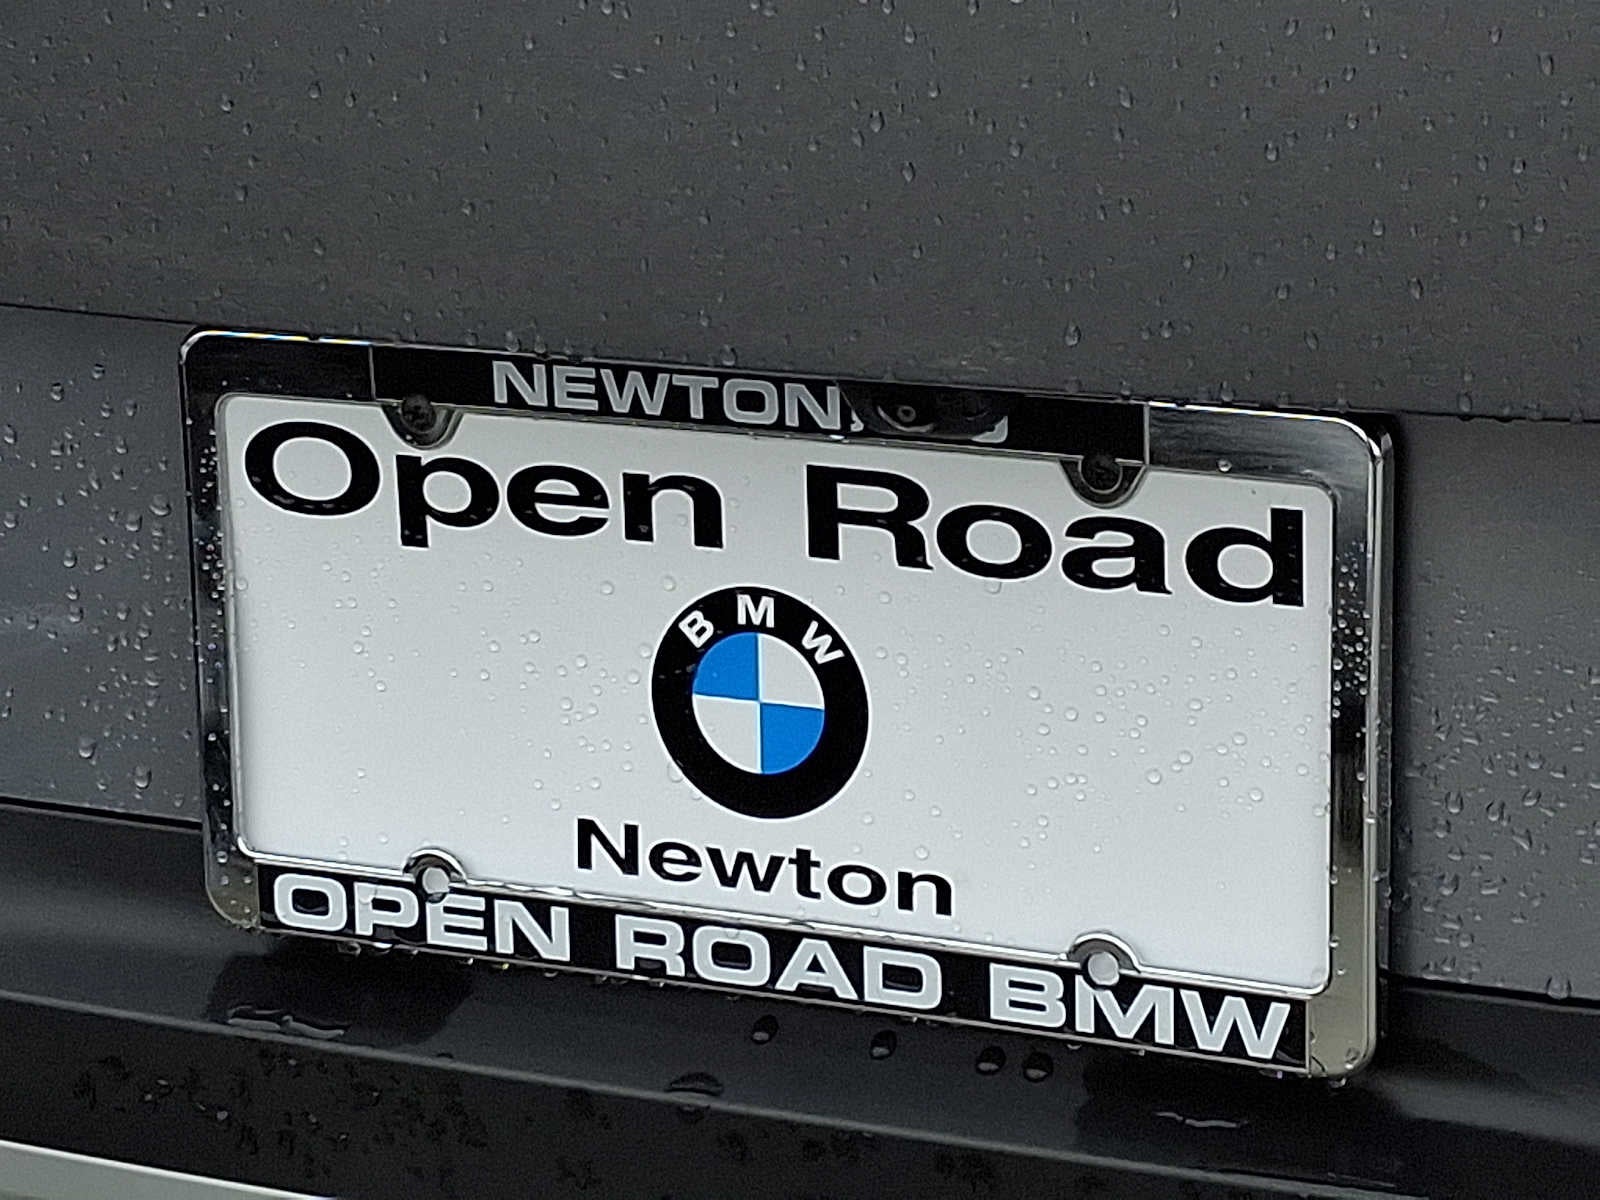 NEWTON,
Open Road
BMW
Newton
OPEN ROAD BMW